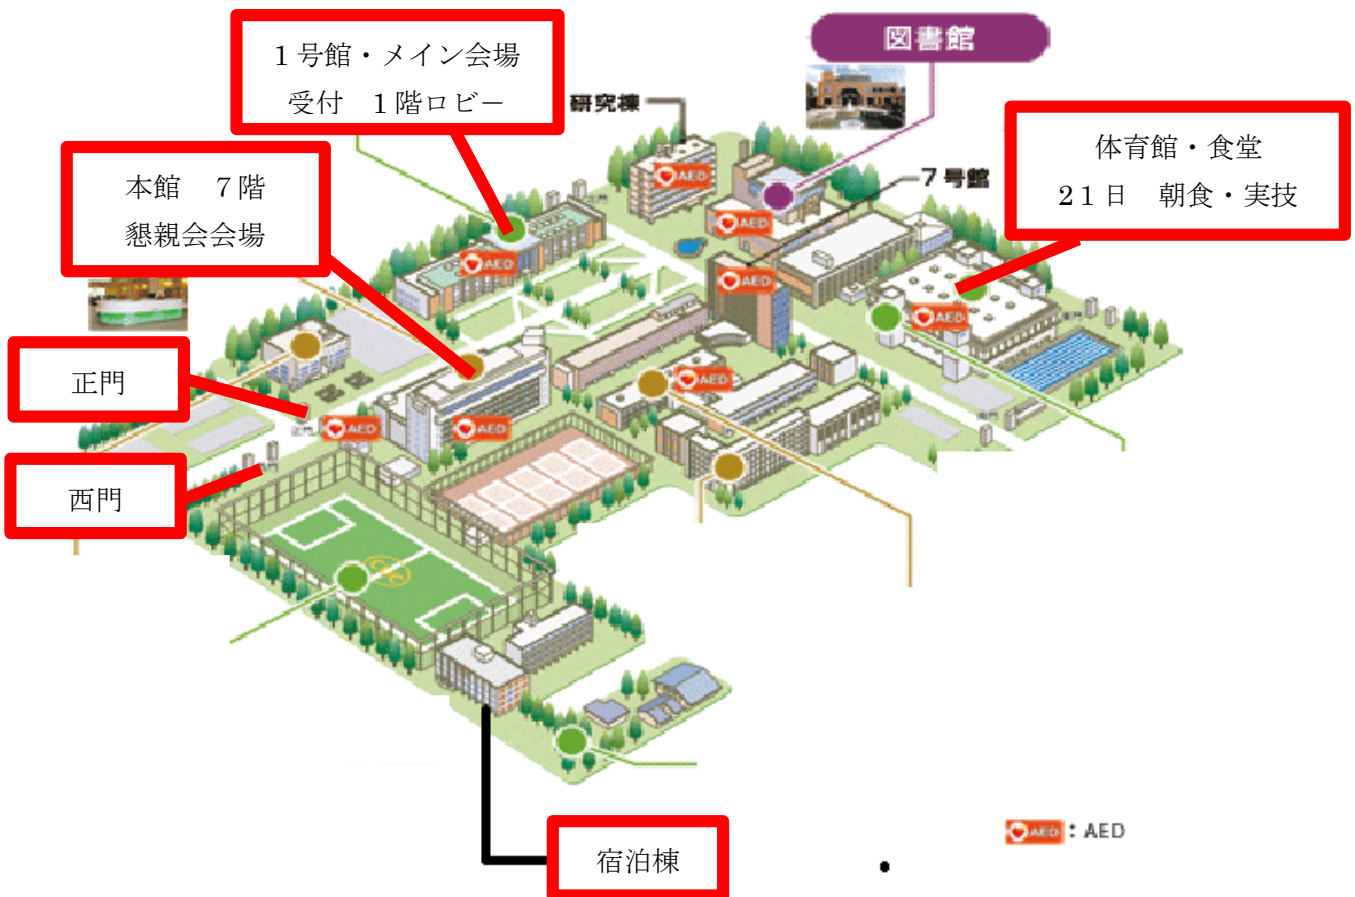 図書館
1号館・メイン会場
受付 1階ロビー
研究棟
体育館・食堂
21日 朝食・実技
本館 7階
懇親会会場
7号館
AED
AED
AED
AED
AED
正門
AED
AED
AED
西門
AED:AED
宿泊棟